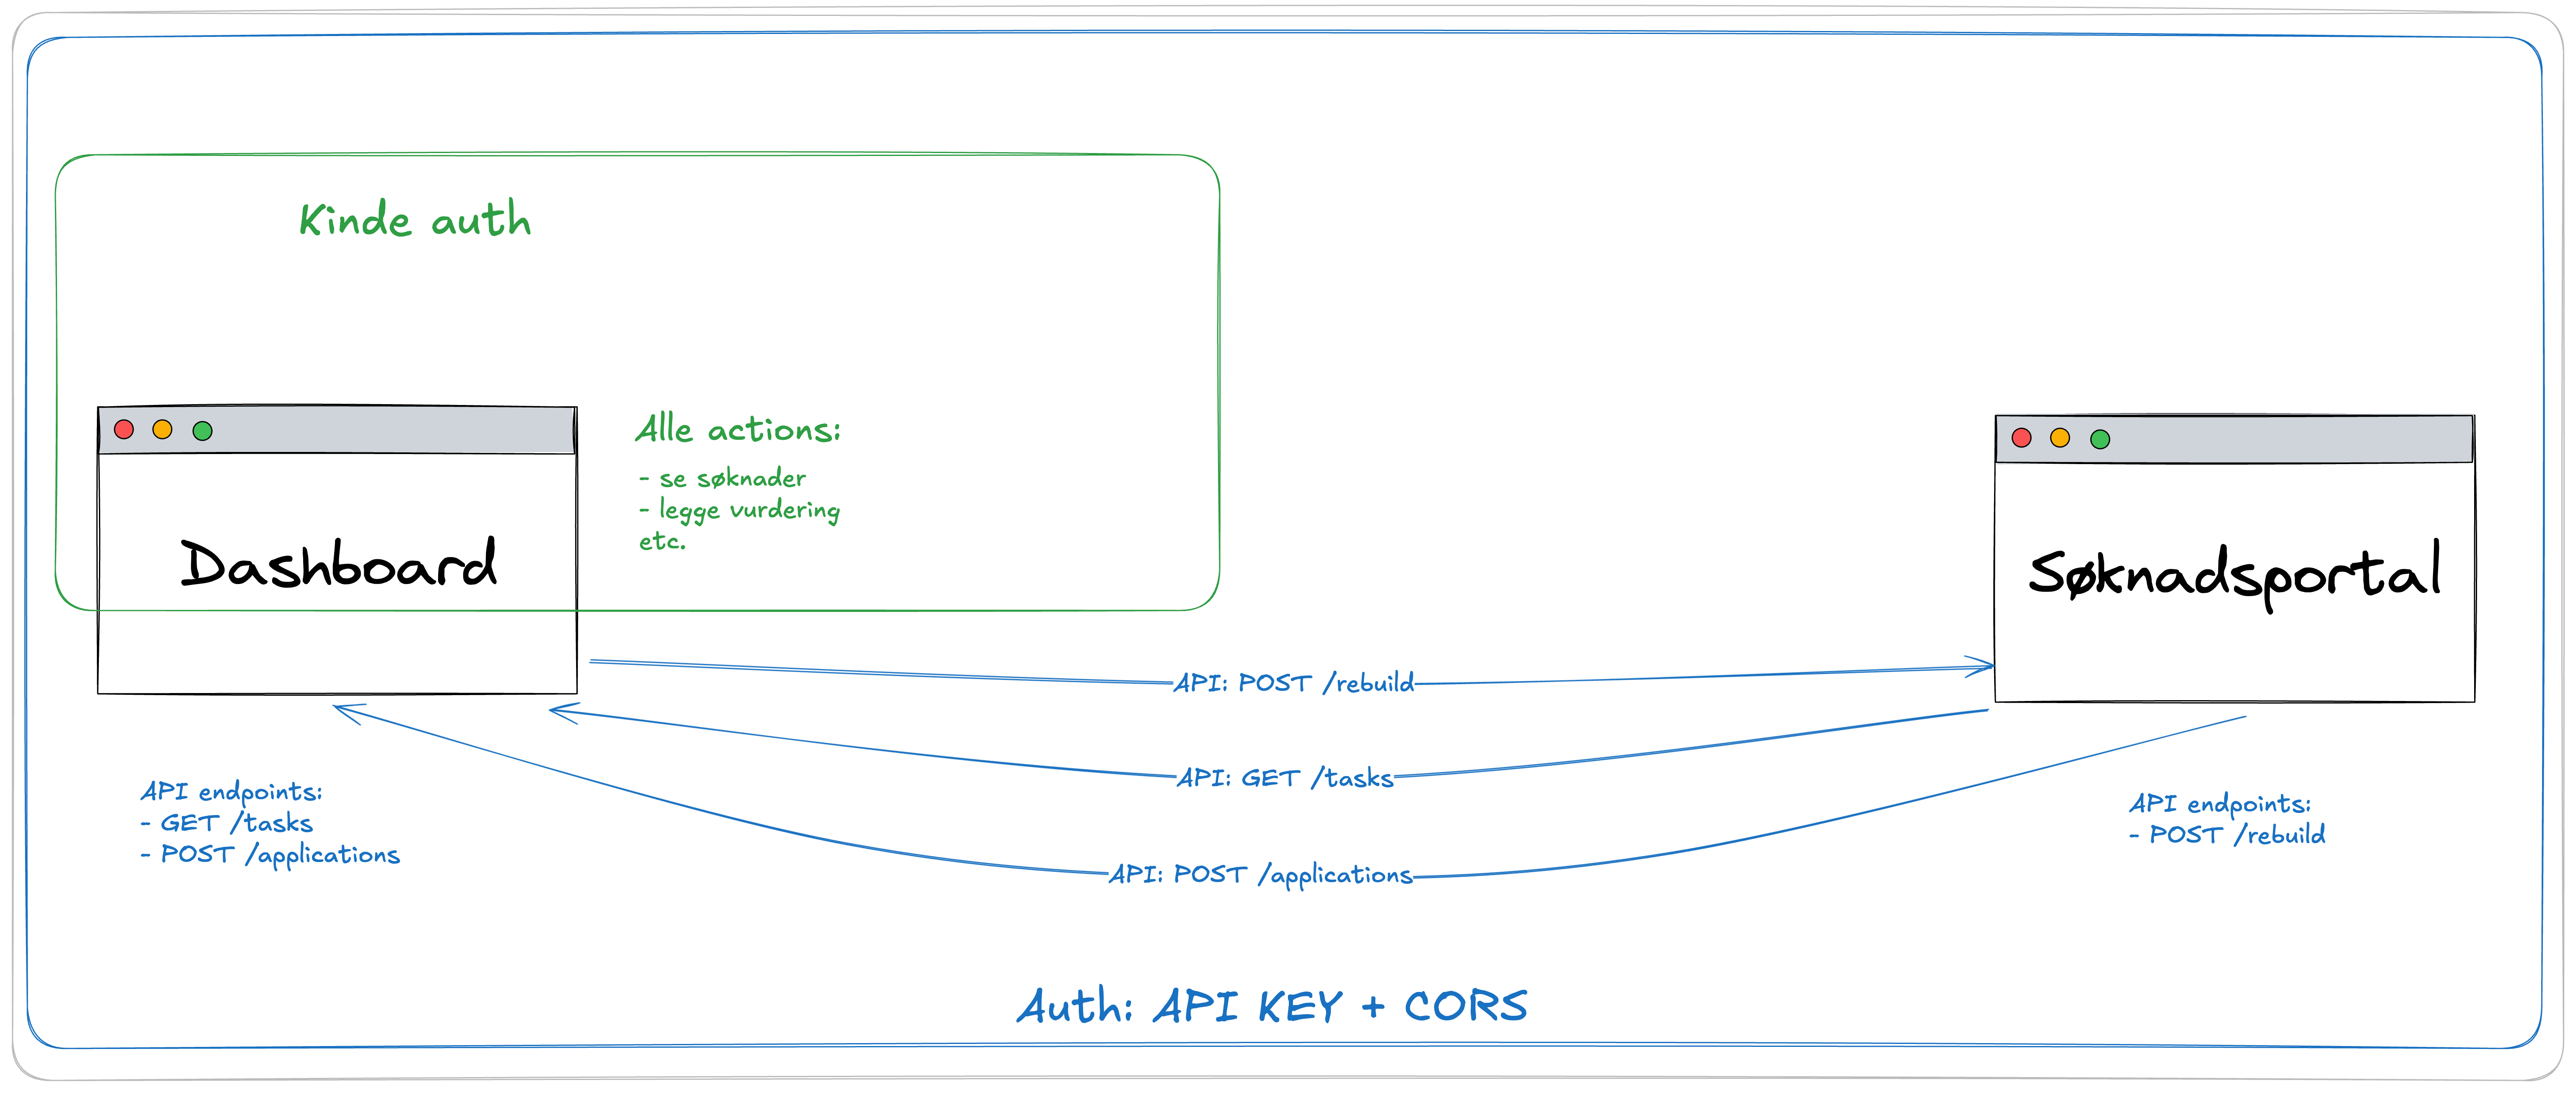 Kinde auth
Alle actions:
- se søknader
- legge vurdering
etc.
Dashboard
Søknadsportal
API: POST /rebuild
API: GET /tasks
API: POST /applications
API endpoints:
- GET /tasks
- POST /applications
API endpoints:
- POST /rebuild
Auth: API KEY + CORS